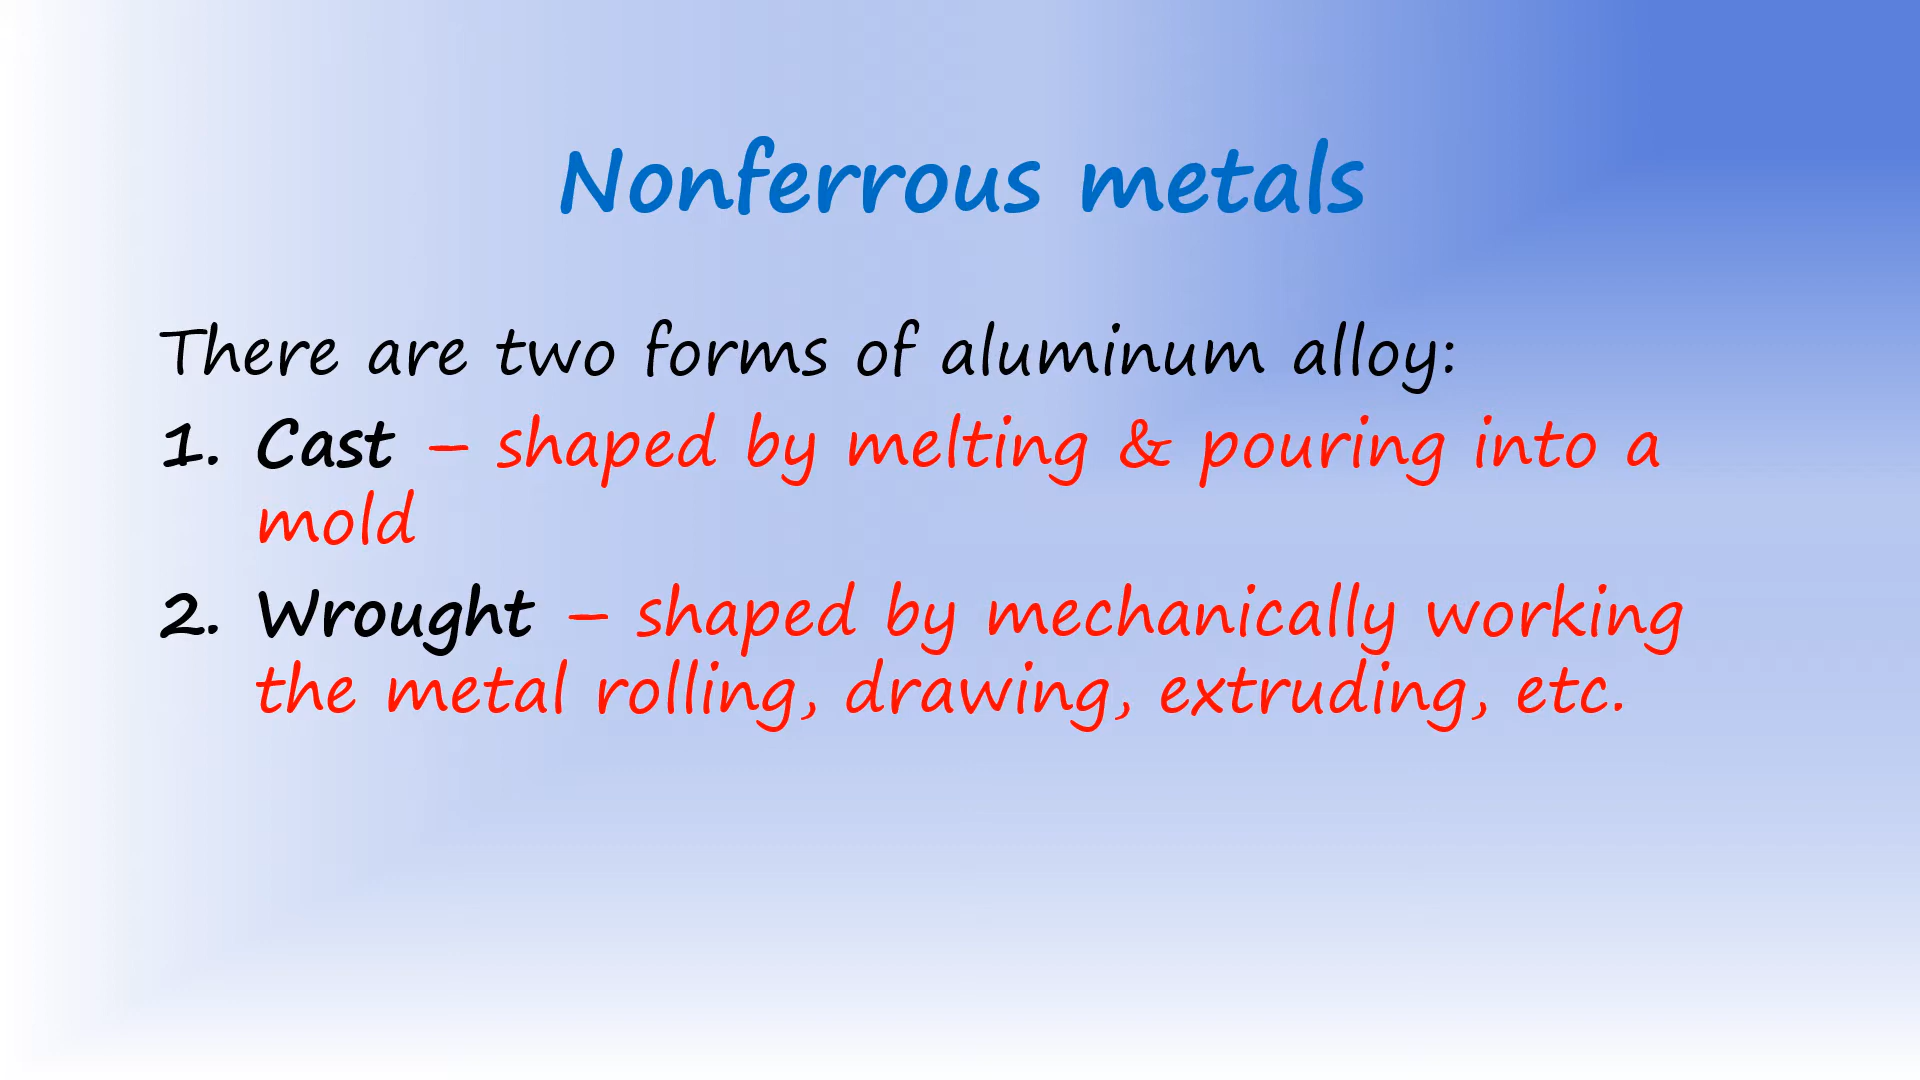 Nonferrous metals
There are two forms of aluminum alloy:
1. Cast – shaped by melting & pouring into a
mold
2. Wrought – shaped by mechanically working
the metal rolling, drawing, extruding, etc.